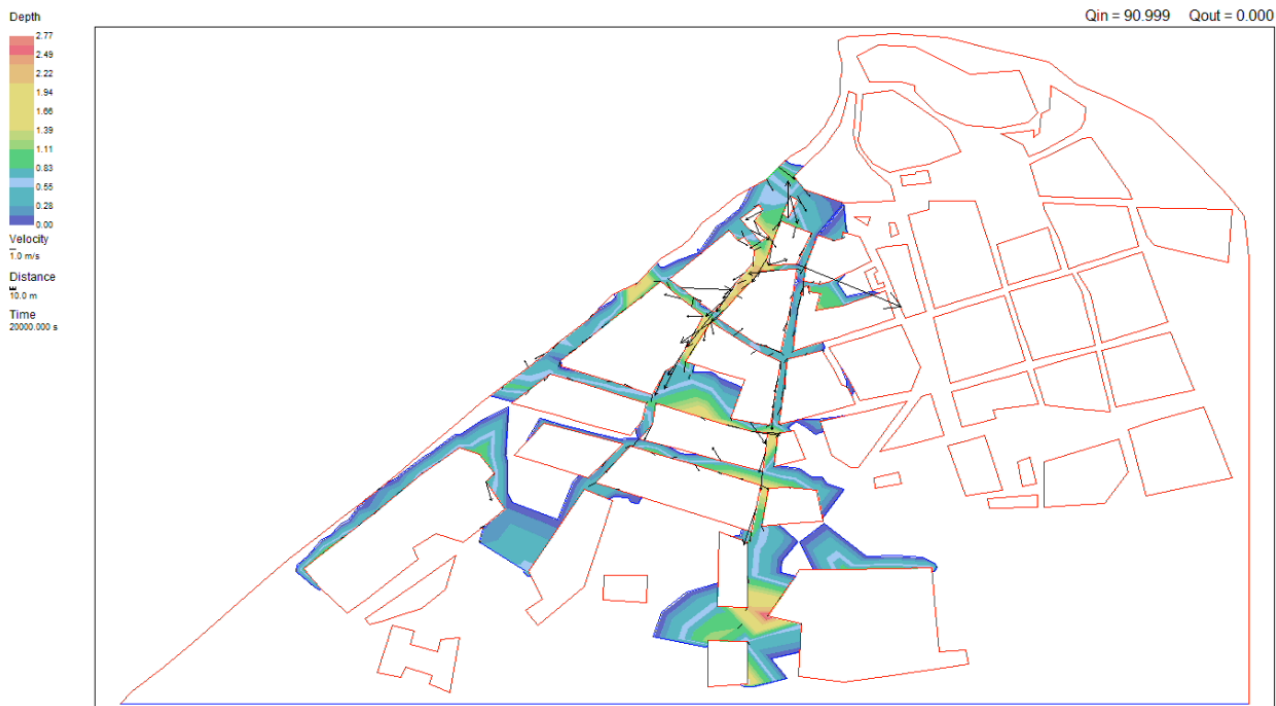 Qin = 90.999 Qout = 0.000
Depth
2.77
2.49
2.22
1.94
1.66
1.39
1.11
0.83
0.55
0.28
0.00
Velocity
1.0 m/s
Distance
10.0 m
Time
20000.000 s